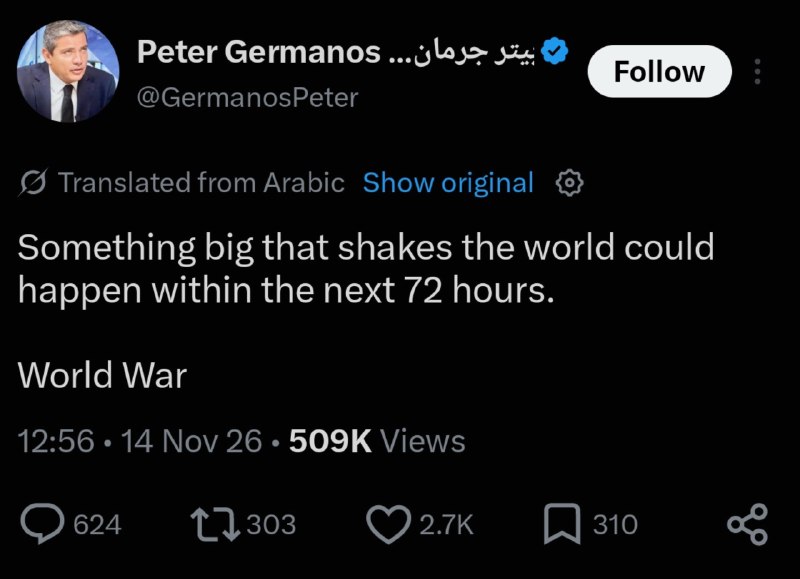 Peter Germanos ...بيتر جرمان
Follow
@GermanosPeter
Translated from Arabic Show original
Something big that shakes the world could
happen within the next 72 hours.
World War
12:56 • 14 Nov 26 • 509K Views
624 303 2.7K 310